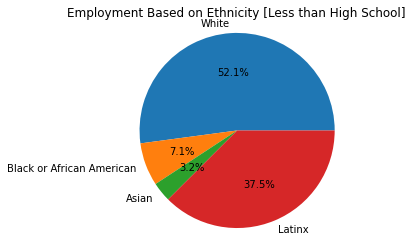 Employment Based on Ethnicity [Less than High School]
White
52.1%
7.1%
Black or African American
3.2%
Asian
37.5%
Latinx